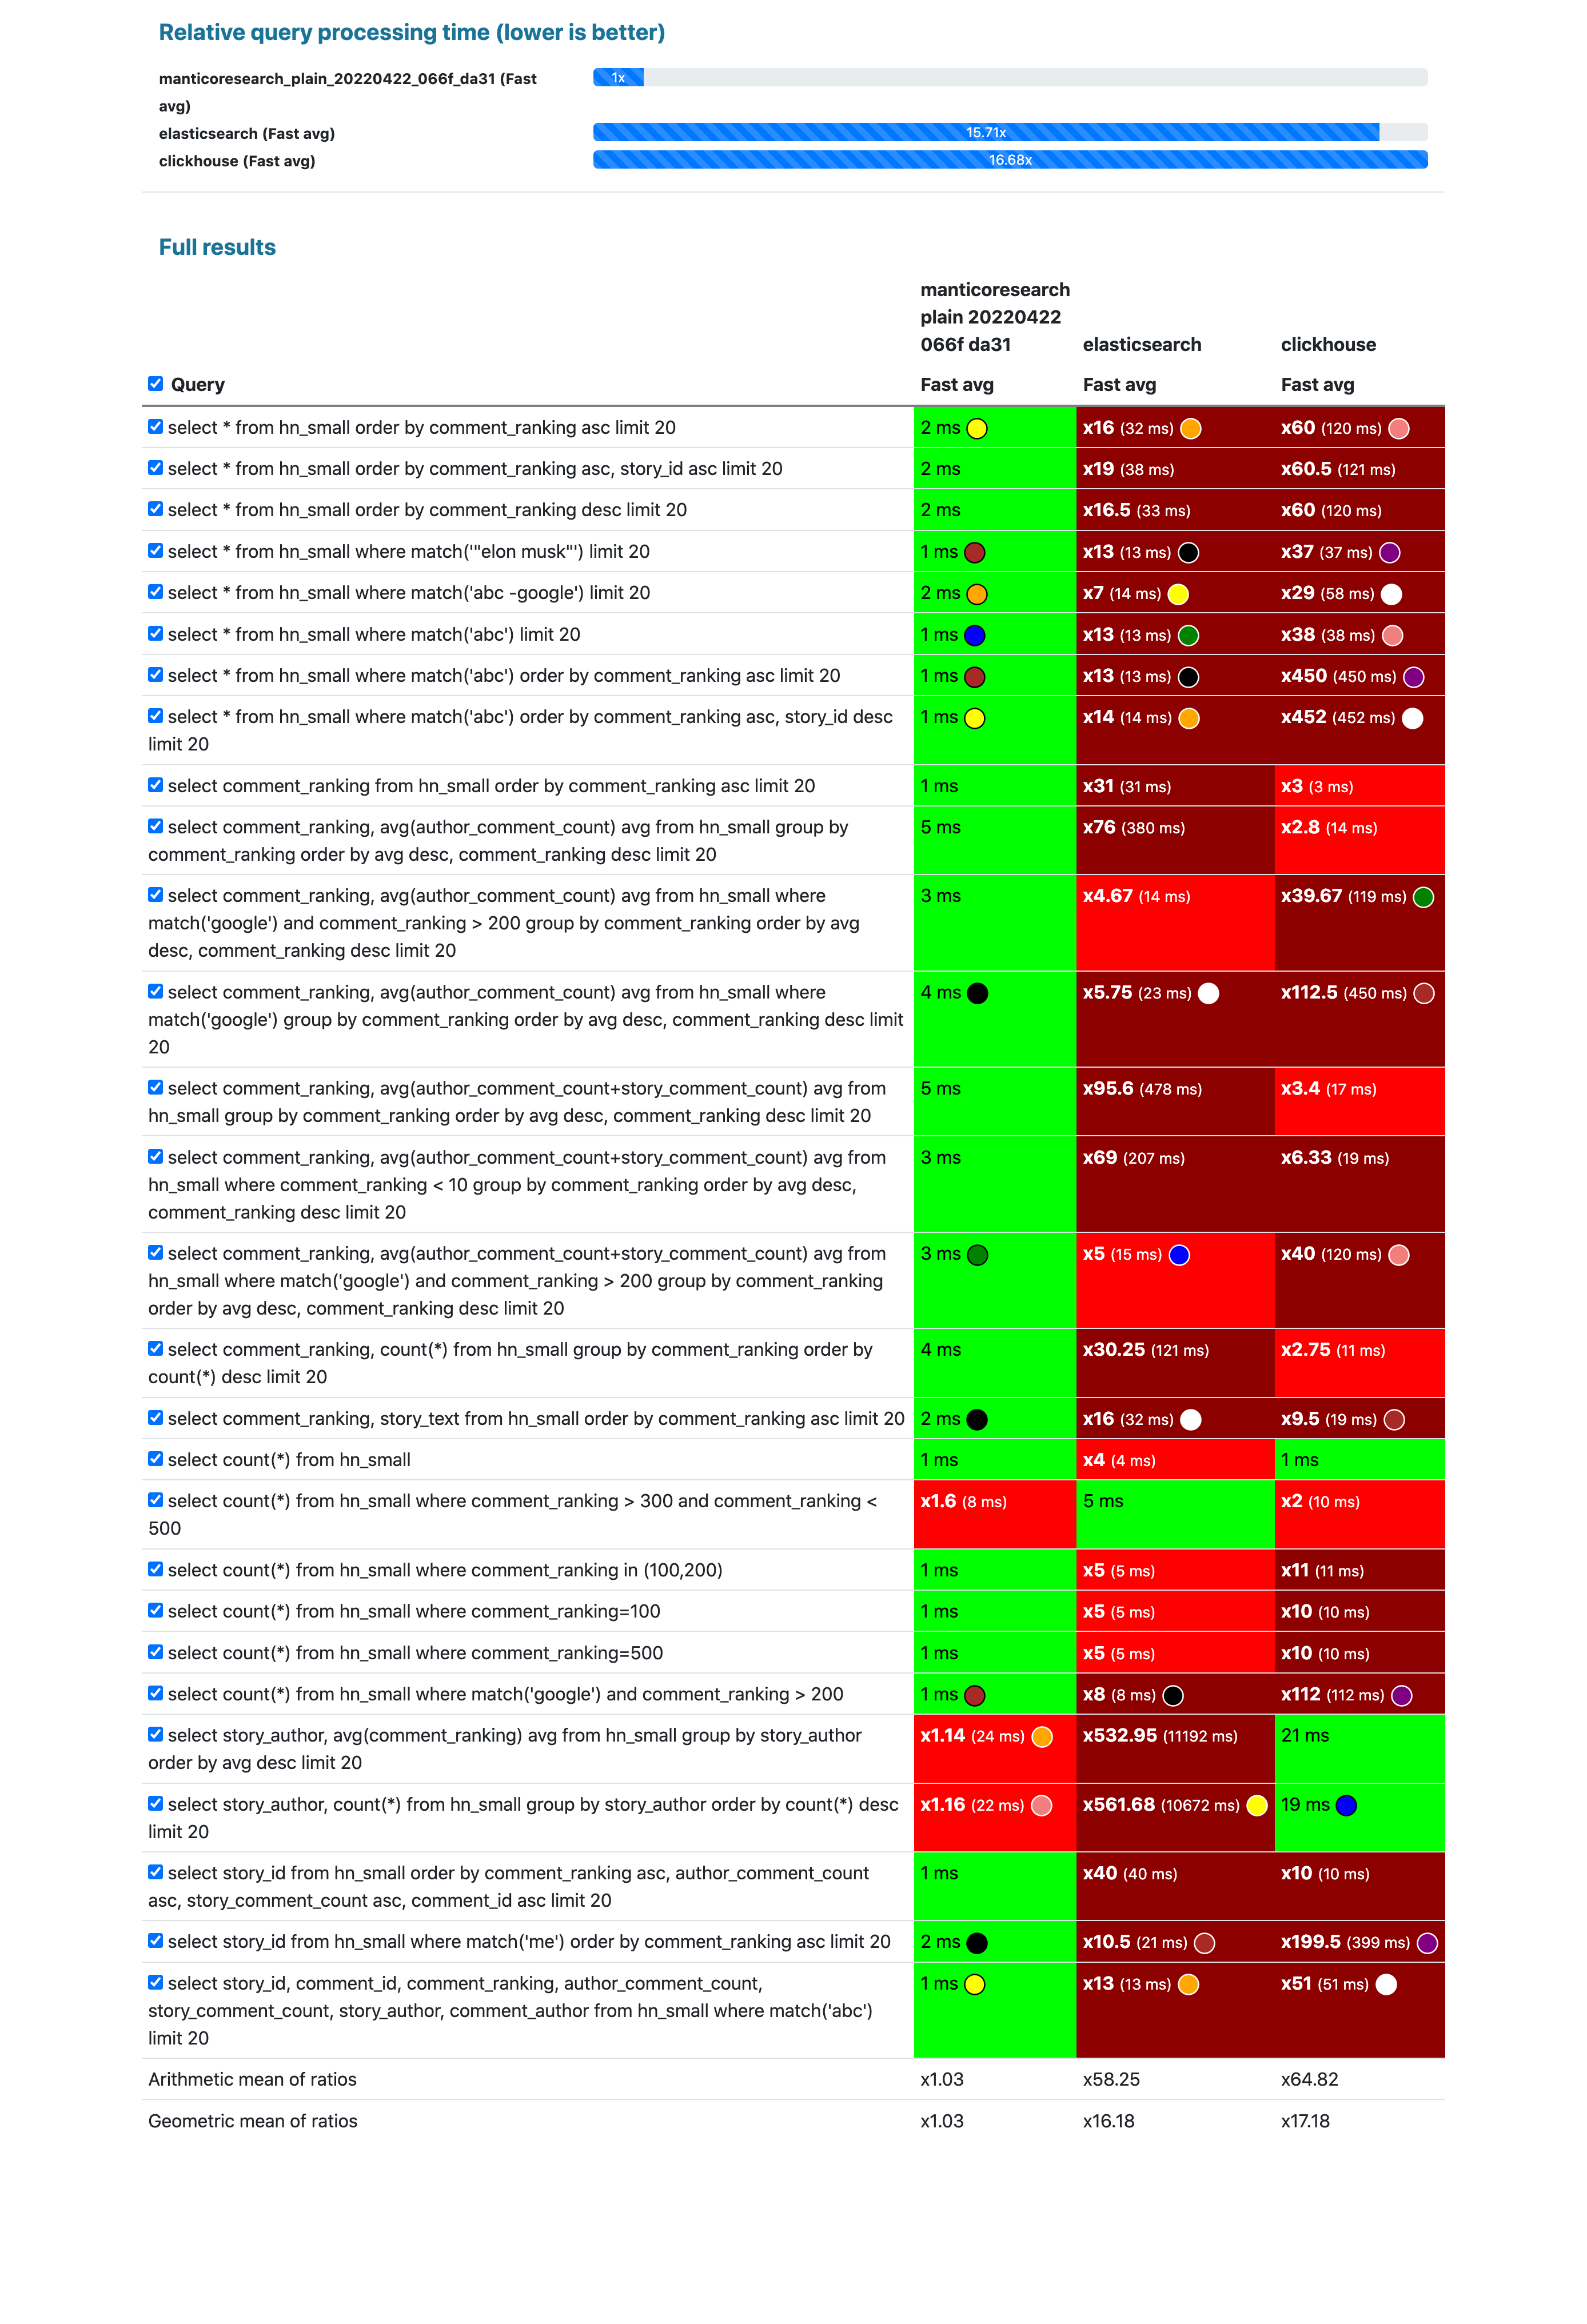 Relative query processing time (lower is better)
manticoresearch_plain_20220422_066f_da31 (Fast
avg)
1x
elasticsearch (Fast avg)
15.71x
clickhouse (Fast avg)
16.68x
Full results
manticoresearch
plain 20220422
066f da31 elasticsearch clickhouse
Query Fast avg Fast avg Fast avg
select * from hn_small order by comment_ranking asc limit 20 2 ms x16 (32 ms) x60 (120 ms)
select * from hn_small order by comment_ranking asc, story_id asc limit 20 2 ms x19 (38 ms) x60.5 (121 ms)
select * from hn_small order by comment_ranking desc limit 20 2 ms x16.5 (33 ms) x60 (120 ms)
select * from hn_small where match('"elon musk"') limit 20 1 ms x13 (13 ms) x37 (37 ms)
select * from hn_small where match('abc -google') limit 20 2 ms x7 (14 ms) x29 (58 ms)
select * from hn_small where match('abc') limit 20 1 ms x13 (13 ms) x38 (38 ms)
select * from hn_small where match('abc') order by comment_ranking asc limit 20 1 ms x13 (13 ms) x450 (450 ms)
select * from hn_small where match('abc') order by comment_ranking asc, story_id desc 1 ms x14 (14 ms) x452 (452 ms)
limit 20
select comment_ranking from hn_small order by comment_ranking asc limit 20 1 ms x31 (31 ms) x3 (3 ms)
select comment_ranking, avg(author_comment_count) avg from hn_small group by 5 ms x76 (380 ms) x2.8 (14 ms)
comment_ranking order by avg desc, comment_ranking desc limit 20
select comment_ranking, avg(author_comment_count) avg from hn_small where 3 ms x4.67 (14 ms) x39.67 (119 ms)
match('google') and comment_ranking > 200 group by comment_ranking order by avg
desc, comment_ranking desc limit 20
select comment_ranking, avg(author_comment_count) avg from hn_small where 4 ms x5.75 (23 ms) x112.5 (450 ms)
match('google') group by comment_ranking order by avg desc, comment_ranking desc limit
20
select comment_ranking, avg(author_comment_count+story_comment_count) avg from 5 ms x95.6 (478 ms) x3.4 (17 ms)
hn_small group by comment_ranking order by avg desc, comment_ranking desc limit 20
select comment_ranking, avg(author_comment_count+story_comment_count) avg from 3 ms x69 (207 ms) x6.33 (19 ms)
hn_small where comment_ranking < 10 group by comment_ranking order by avg desc,
comment_ranking desc limit 20
select comment_ranking, avg(author_comment_count+story_comment_count) avg from 3 ms x5 (15 ms) x40 (120 ms)
hn_small where match('google') and comment_ranking > 200 group by comment_ranking
order by avg desc, comment_ranking desc limit 20
select comment_ranking, count(*) from hn_small group by comment_ranking order by 4 ms x30.25 (121 ms) x2.75 (11 ms)
count(*) desc limit 20
select comment_ranking, story_text from hn_small order by comment_ranking asc limit 20 2 ms x16 (32 ms) x9.5 (19 ms)
select count(*) from hn_small 1 ms x4 (4 ms) 1 ms
select count(*) from hn_small where comment_ranking > 300 and comment_ranking < x1.6 (8 ms) 5 ms x2 (10 ms)
500
select count(*) from hn_small where comment_ranking in (100,200) 1 ms x5 (5 ms) x11 (11 ms)
select count(*) from hn_small where comment_ranking=100 1 ms x5 (5 ms) x10 (10 ms)
select count(*) from hn_small where comment_ranking=500 1 ms x5 (5 ms) x10 (10 ms)
select count(*) from hn_small where match('google') and comment_ranking > 200 1 ms x8 (8 ms) x112 (112 ms)
select story_author, avg(comment_ranking) avg from hn_small group by story_author x1.14 (24 ms) x532.95 (11192 ms) 21 ms
order by avg desc limit 20
select story_author, count(*) from hn_small group by story_author order by count(*) desc x1.16 (22 ms) x561.68 (10672 ms) 19 ms
limit 20
select story_id from hn_small order by comment_ranking asc, author_comment_count 1 ms x40 (40 ms) x10 (10 ms)
asc, story_comment_count asc, comment_id asc limit 20
select story_id from hn_small where match('me') order by comment_ranking asc limit 20 2 ms x10.5 (21 ms) x199.5 (399 ms)
select story_id, comment_id, comment_ranking, author_comment_count, 1 ms x13 (13 ms) x51 (51 ms)
story_comment_count, story_author, comment_author from hn_small where match('abc')
limit 20
Arithmetic mean of ratios x1.03 x58.25 x64.82
Geometric mean of ratios x1.03 x16.18 x17.18